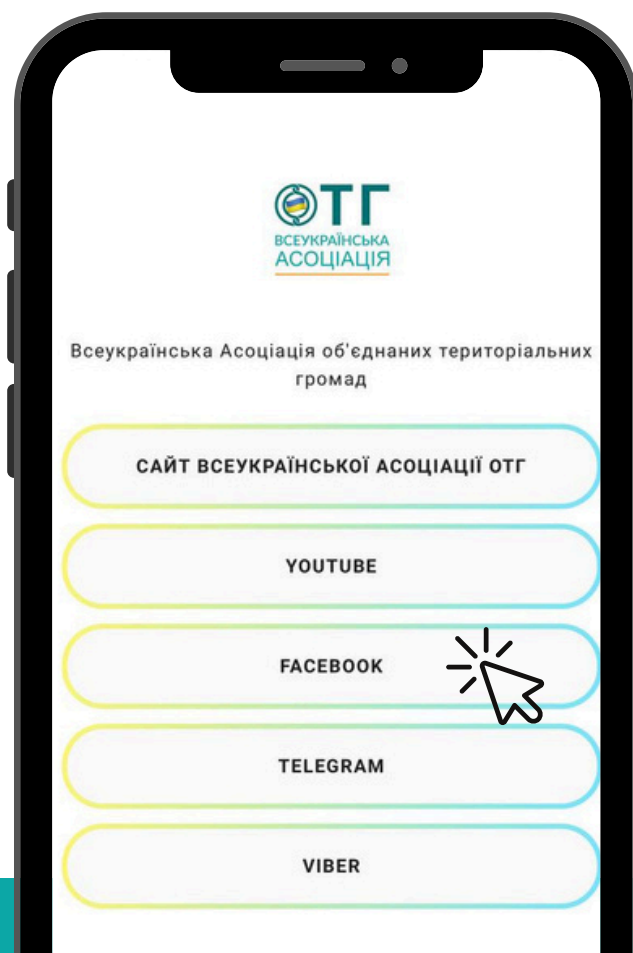 ОТГ
ВСЕУКРАЇНСЬКА
АСОЦІАЦІЯ
Всеукраїнська Асоціація об'єднаних територіальних
громад
САЙТ ВСЕУКРАЇНСЬКОЇ АСОЦІАЦІЇ ОТГ
YOUTUBE
FACEBOOK
TELEGRAM
VIBER